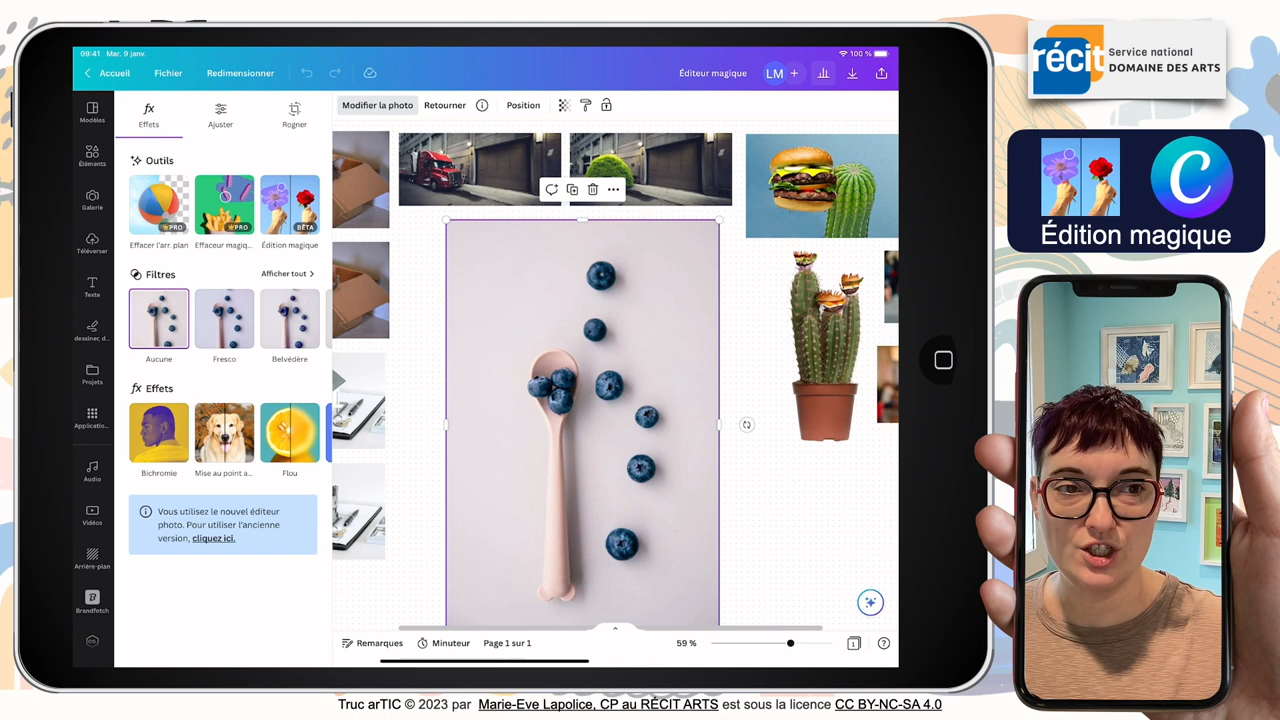 09:41 Mar. 9 janv.
100 %
Accueil
Fichier
Redimensionner
Éditeur magique
LM
+
Modèles
Éléments
Galerie
Téléverser
Texte
dessiner, d...
Projets
Applicatio...
Audio
Vidéos
Arrière-plan
Brandfetch
fx
Effets
Ajuster
Rogner
Modifier la photo
Retourner
Position
Outils
PRO
PRO
BÊTA
Effacer l'arr. plan
Effaceur magiq...
Édition magique
Filtres
Afficher tout
Aucune
Fresco
Belvédère
fx Effets
Bichromie
Mise au point a...
Flou
Vous utilisez le nouvel éditeur
photo. Pour utiliser l'ancienne
version, cliquez ici.
Remarques
Minuteur
Page 1 sur 1
59 %
1
récit
Service national
DOMAINE DES ARTS
C
Édition magique
Truc arTIC © 2023 par Marie-Eve Lapolice, CP au RÉCIT ARTS est sous la licence CC BY-NC-SA 4.0